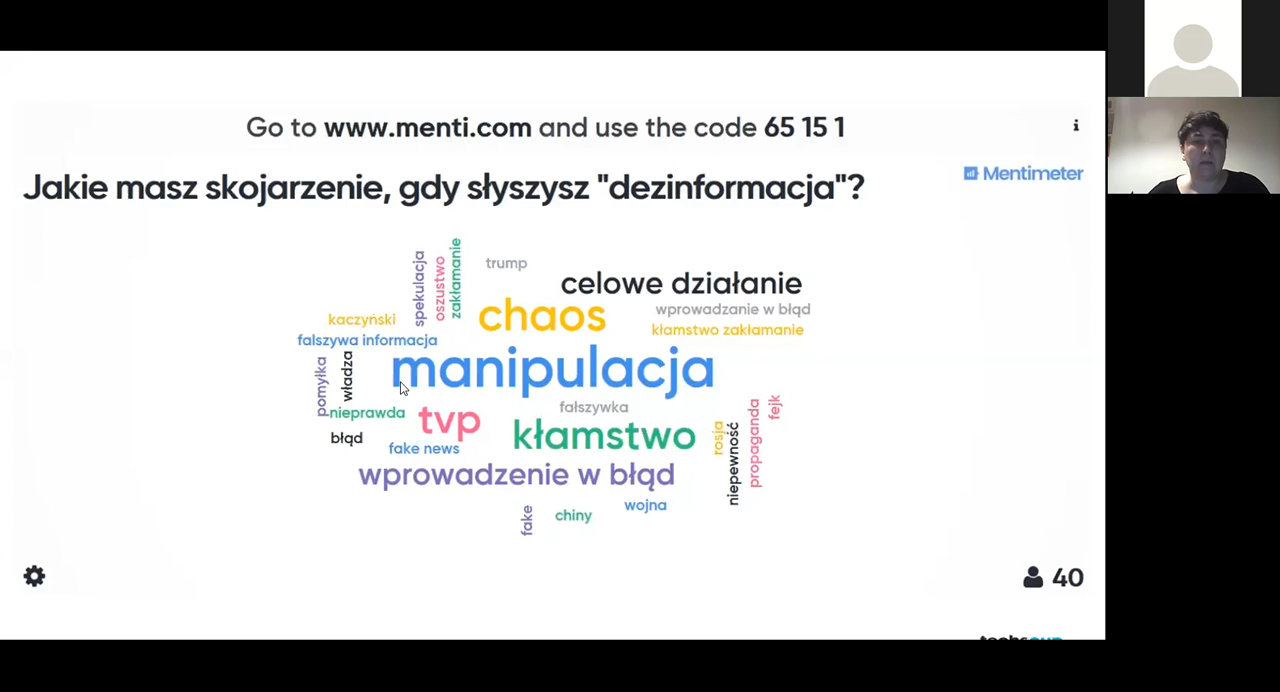 Go to www.menti.com and use the code 65 15 1
i
Mentimeter
Jakie masz skojarzenie, gdy słyszysz "dezinformacja"?
spekulacja
oszustwo
zakłamanie
trump
celowe działanie
kaczyński
chaos
wprowadzanie w błąd
kłamstwo zakłamanie
falszywa informacja
manipulacja
pomyłka
władza
nieprawda
tvp
fałszywka
błąd
fake news
kłamstwo
rosja
niepewność
propaganda
fejk
wprowadzenie w błąd
fake
chiny
wojna
40